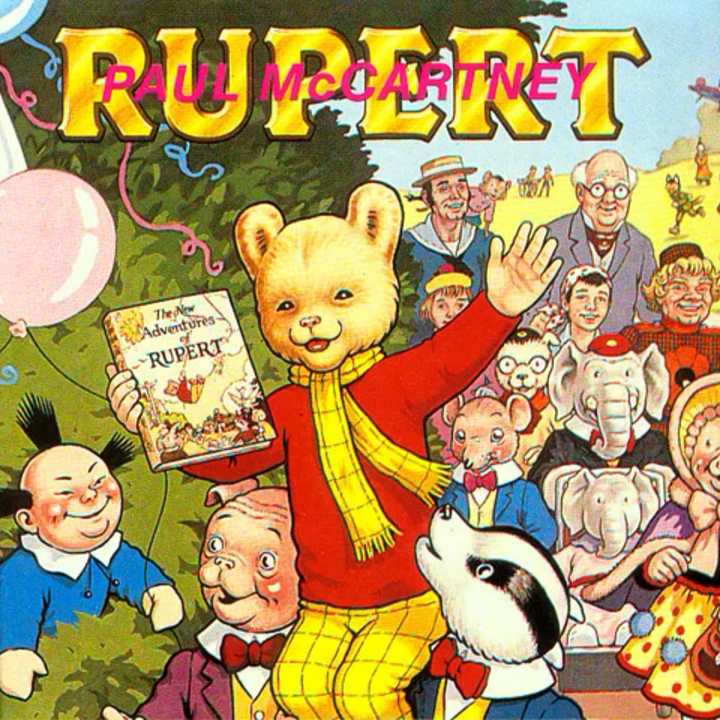 RUPERT
PAUL McCARTNEY
The New
Adventures
of
RUPERT